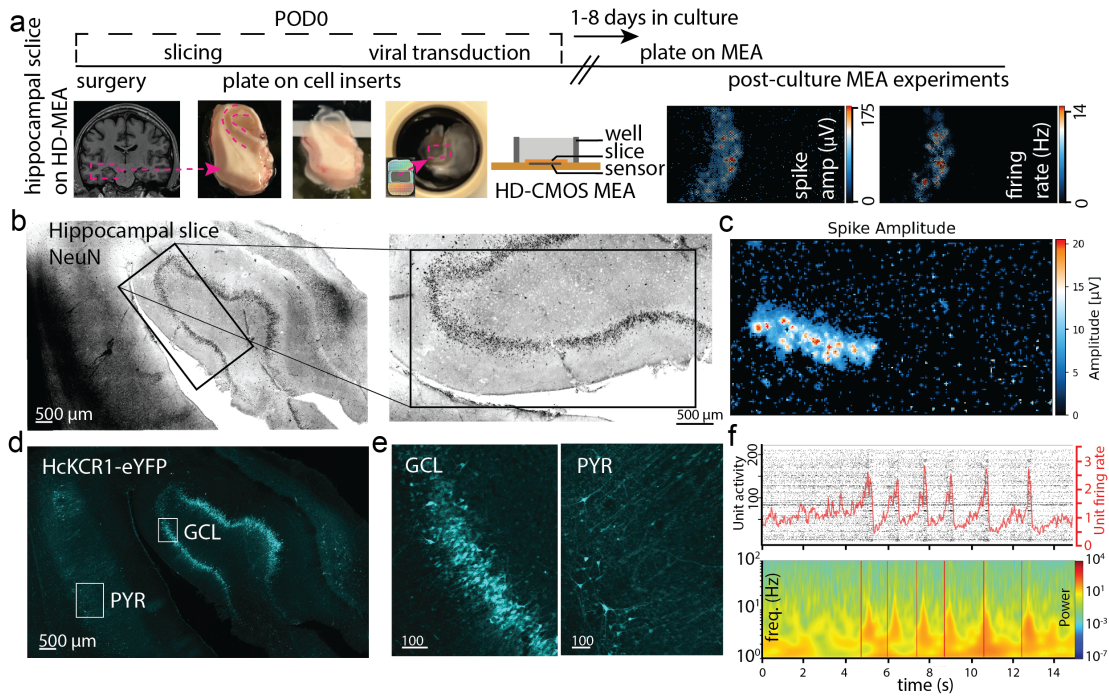 a
hippocampal sclice
on HD-MEA
POD0
1-8 days in culture
slicing
viral transduction
plate on MEA
surgery
plate on cell inserts
post-culture MEA experiments
well
slice
sensor
HD-CMOS MEA
spike
amp (µV)
175
0
firing
rate (Hz)
14
0
b
Hippocampal slice
NeuN
500 µm
500 µm
c
Spike Amplitude
Amplitude [µV]
20
15
10
5
0
d
HcKCR1-eYFP
GCL
PYR
500 µm
e
GCL
100
PYR
100
f
Unit activity
200
100
Unit firing rate
3
2
1
0
freq. (Hz)
10²
10¹
10⁰
Power
10⁴
10¹
10⁻³
10⁻⁷
0 2 4 6 8 10 12 14
time (s)